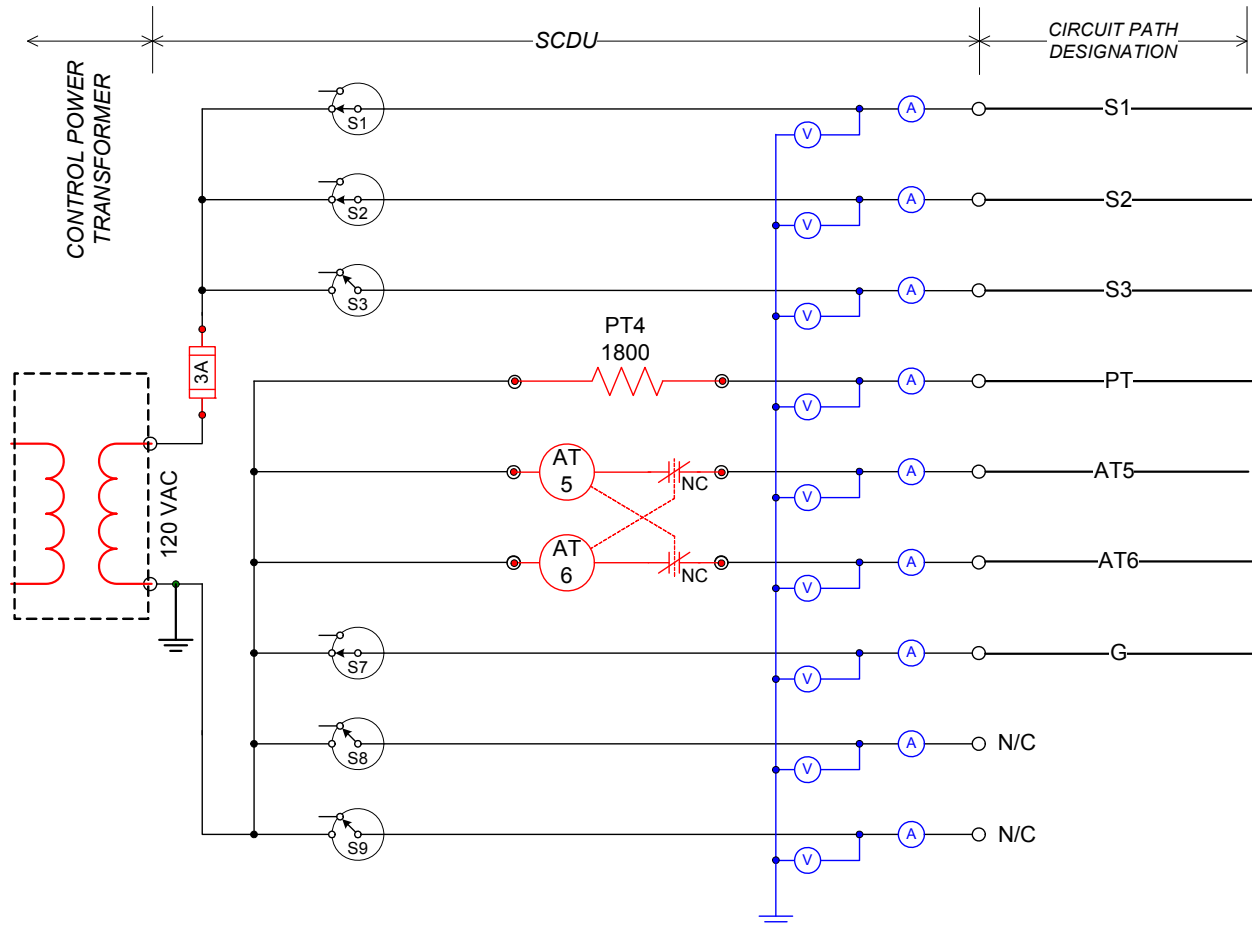 SCDU
CIRCUIT PATH
DESIGNATION
CONTROL POWER
TRANSFORMER
S1
V
A
S1
S2
V
A
S2
S3
V
A
S3
3A
PT4
1800
V
A
PT
120 VAC
AT
5
NC
V
A
AT5
AT
6
NC
V
A
AT6
S7
V
A
G
S8
V
A
N/C
S9
V
A
N/C